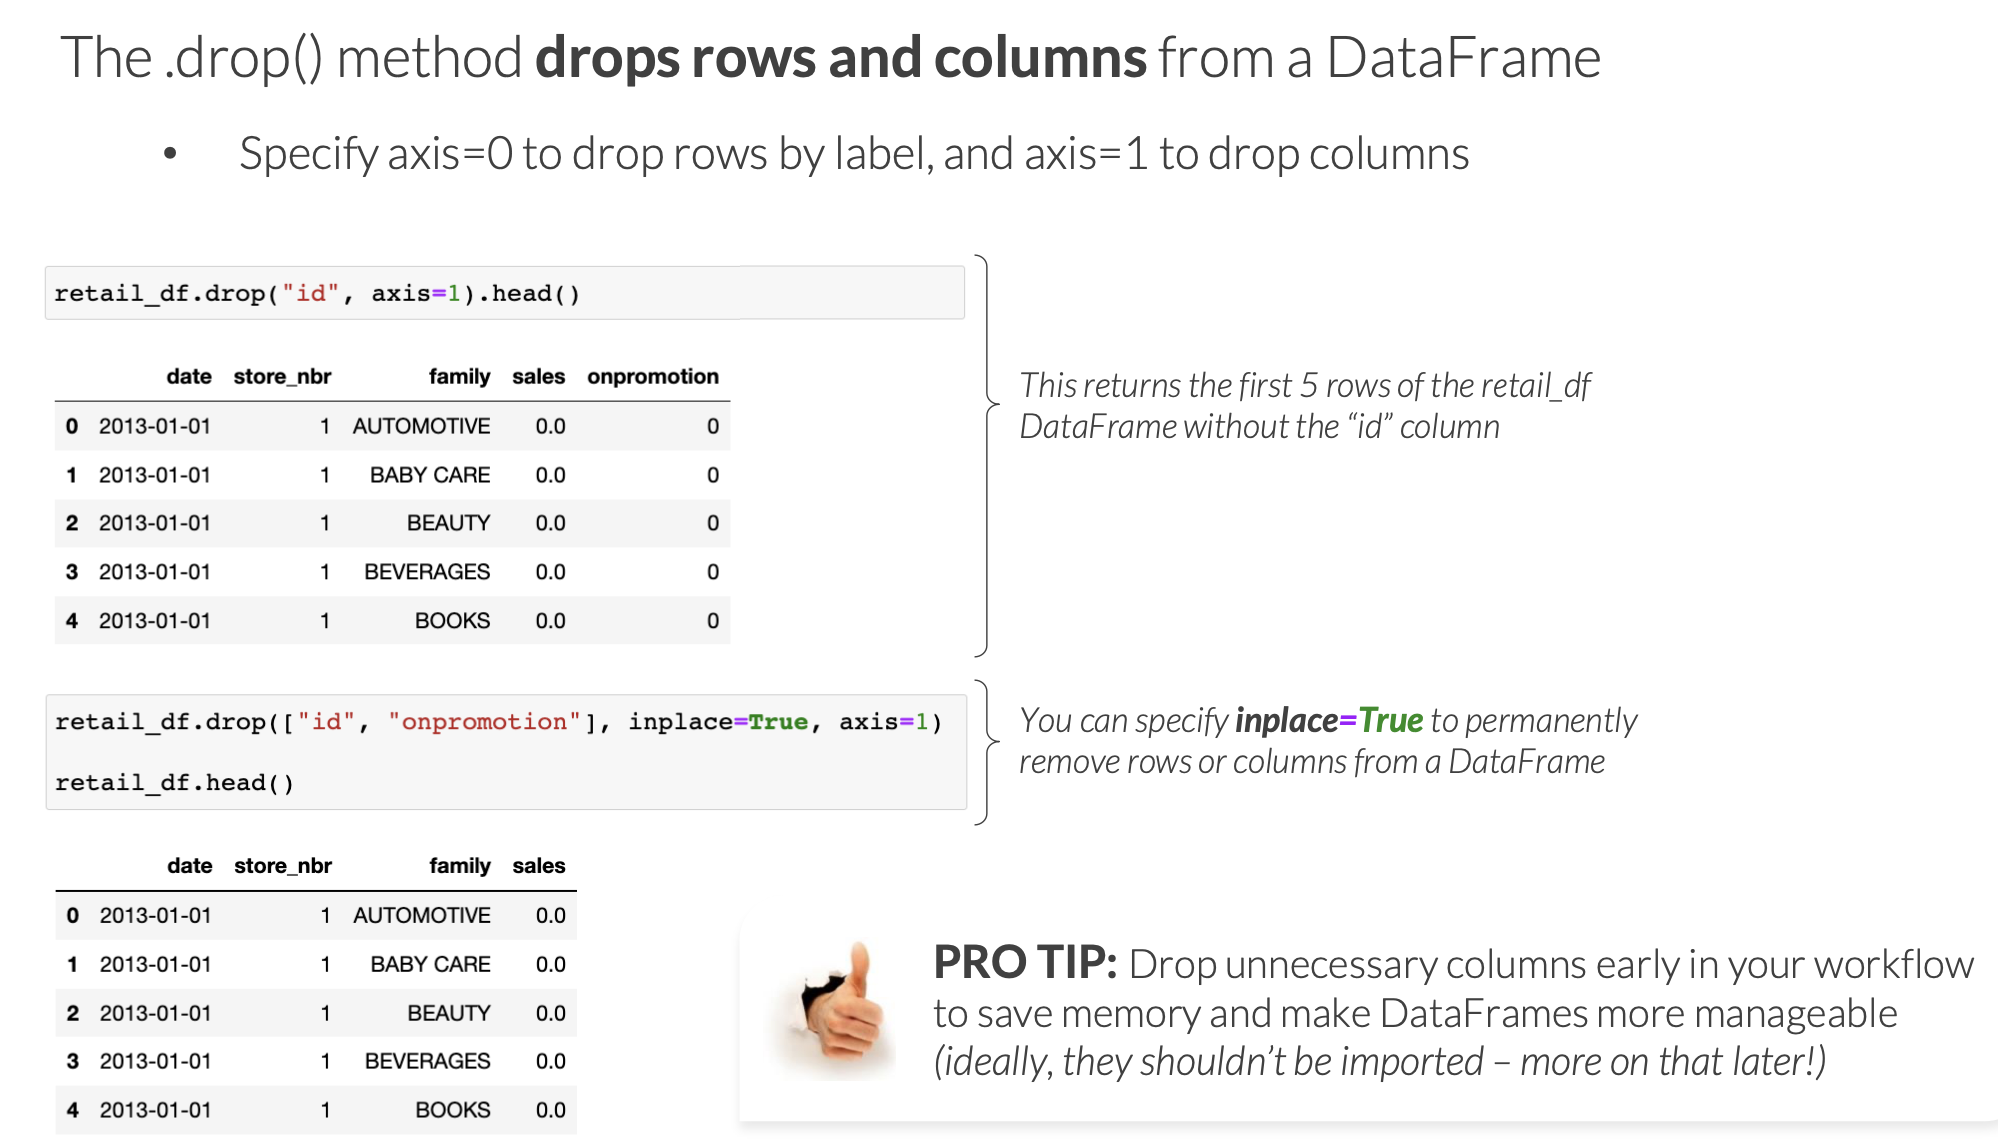 The .drop() method drops rows and columns from a DataFrame
• Specify axis=0 to drop rows by label, and axis=1 to drop columns
retail_df.drop("id", axis=1).head()
date store_nbr family sales onpromotion
0 2013-01-01 1 AUTOMOTIVE 0.0 0
1 2013-01-01 1 BABY CARE 0.0 0
2 2013-01-01 1 BEAUTY 0.0 0
3 2013-01-01 1 BEVERAGES 0.0 0
4 2013-01-01 1 BOOKS 0.0 0
This returns the first 5 rows of the retail_df
DataFrame without the “id” column
retail_df.drop(["id", "onpromotion"], inplace=True, axis=1)
retail_df.head()
You can specify inplace=True to permanently
remove rows or columns from a DataFrame
date store_nbr family sales
0 2013-01-01 1 AUTOMOTIVE 0.0
1 2013-01-01 1 BABY CARE 0.0
2 2013-01-01 1 BEAUTY 0.0
3 2013-01-01 1 BEVERAGES 0.0
4 2013-01-01 1 BOOKS 0.0
PRO TIP: Drop unnecessary columns early in your workflow
to save memory and make DataFrames more manageable
(ideally, they shouldn’t be imported – more on that later!)